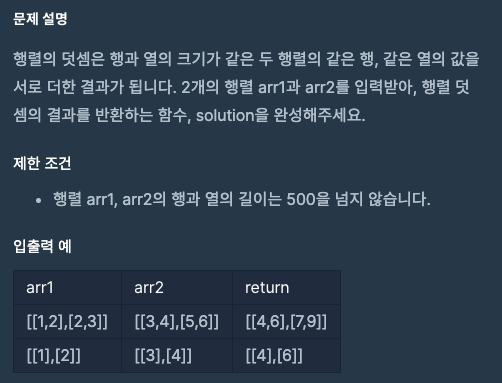 문제 설명
행렬의 덧셈은 행과 열의 크기가 같은 두 행렬의 같은 행, 같은 열의 값을
서로 더한 결과가 됩니다. 2개의 행렬 arr1과 arr2를 입력받아, 행렬 덧
셈의 결과를 반환하는 함수, solution을 완성해주세요.
제한 조건
• 행렬 arr1, arr2의 행과 열의 길이는 500을 넘지 않습니다.
입출력 예
arr1 arr2 return
[[1,2],[2,3]] [[3,4],[5,6]] [[4,6],[7,9]]
[[1],[2]] [[3],[4]] [[4],[6]]